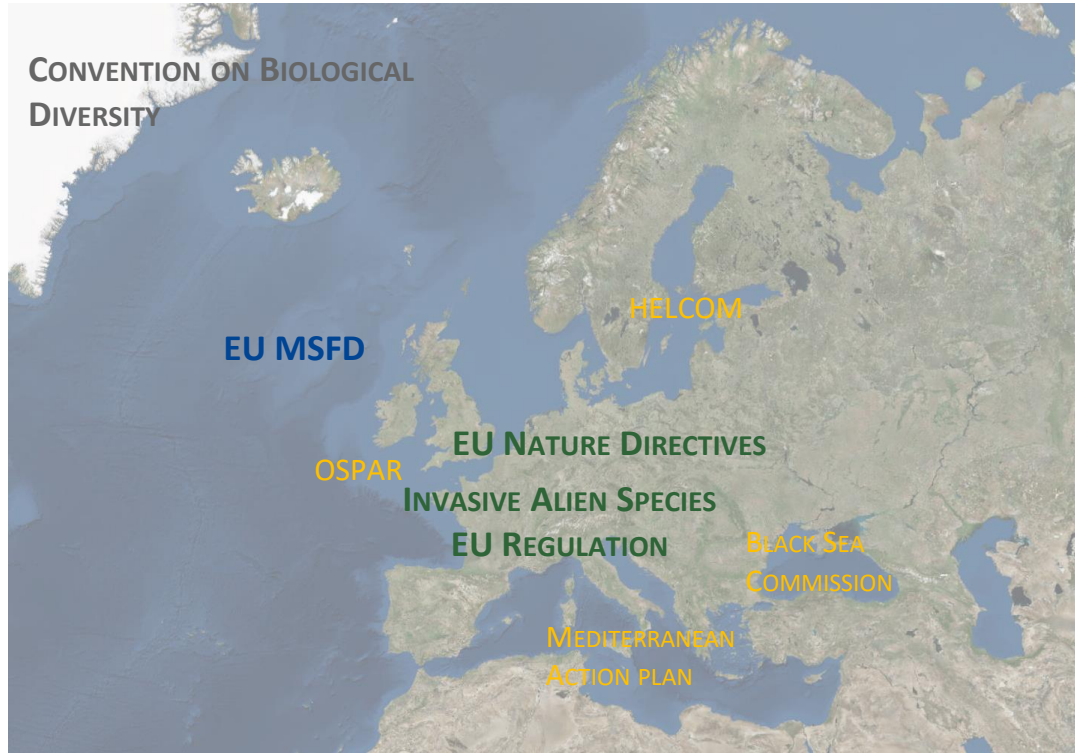 CONVENTION ON BIOLOGICAL
DIVERSITY
HELCOM
EU MSFD
EU NATURE DIRECTIVES
OSPAR
INVASIVE ALIEN SPECIES
EU REGULATION
BLACK SEA
COMMISSION
MEDITERRANEAN
ACTION PLAN